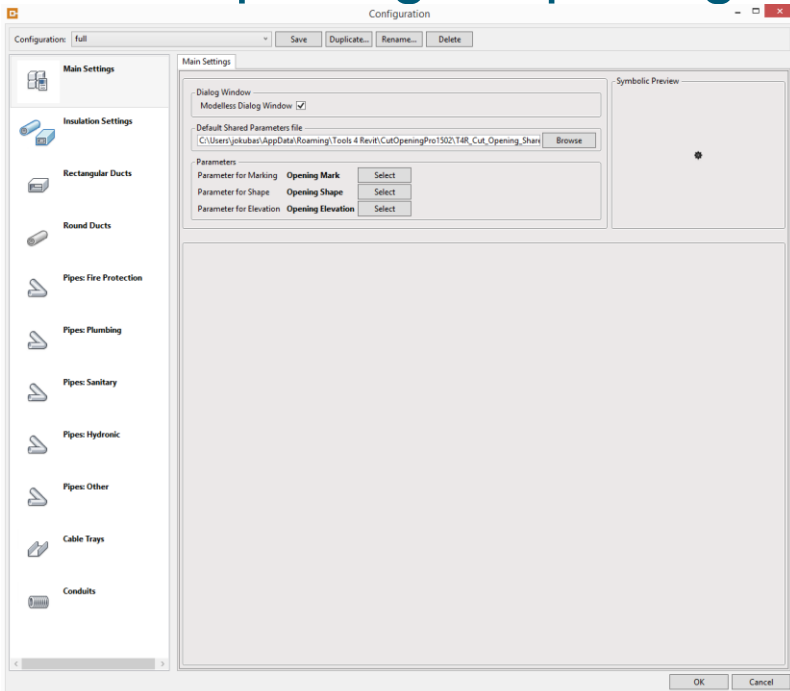 Configuration
Configuration: full Save Duplicate... Rename... Delete
Main Settings
Insulation Settings
Rectangular Ducts
Round Ducts
Pipes: Fire Protection
Pipes: Plumbing
Pipes: Sanitary
Pipes: Hydronic
Pipes: Other
Cable Trays
Conduits
Main Settings
Dialog Window
Modelless Dialog Window
Default Shared Parameters file
C:\Users\jokubas\AppData\Roaming\Tools 4 Revit\CutOpeningPro1502\T4R_Cut_Opening_Share Browse
Parameters
Parameter for Marking Opening Mark Select
Parameter for Shape Opening Shape Select
Parameter for Elevation Opening Elevation Select
Symbolic Preview
OK Cancel